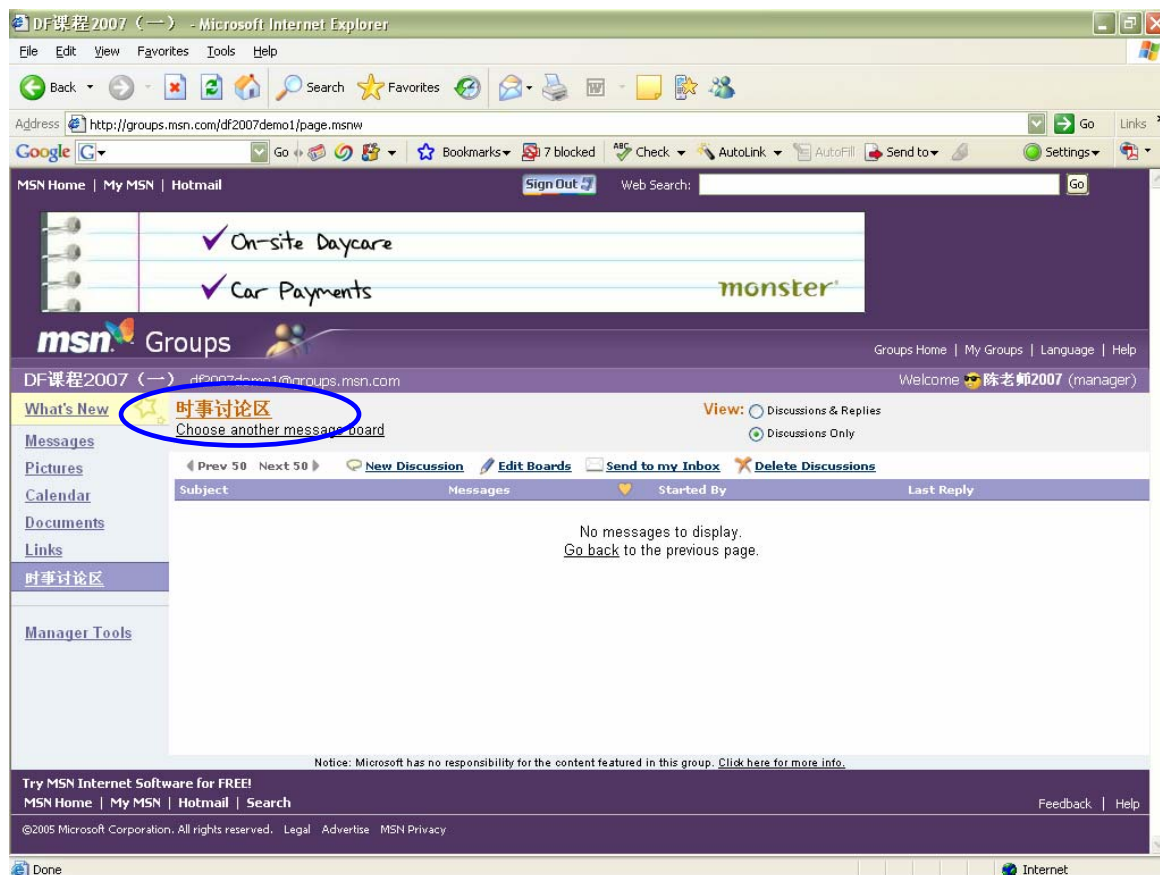 DF课程2007（一） - Microsoft Internet Explorer
File Edit View Favorites Tools Help
Back Search Favorites
Address http://groups.msn.com/df2007demo1/page.msnw Go Links
Google G Go Bookmarks 7 blocked ABC Check AutoLink AutoFill Send to Settings
MSN Home | My MSN | Hotmail Sign Out Web Search: Go
On-site Daycare
Car Payments monster
msn Groups
Groups Home | My Groups | Language | Help
DF课程2007（一） df2007demo1@groups.msn.com Welcome 陈老师2007 (manager)
What's New
Messages
Pictures
Calendar
Documents
Links
时事讨论区
Manager Tools
时事讨论区
Choose another message board
View: Discussions & Replies
Discussions Only
Prev 50 Next 50 New Discussion Edit Boards Send to my Inbox Delete Discussions
Subject Messages Started By Last Reply
No messages to display.
Go back to the previous page.
Notice: Microsoft has no responsibility for the content featured in this group. Click here for more info.
Try MSN Internet Software for FREE!
MSN Home | My MSN | Hotmail | Search Feedback | Help
©2005 Microsoft Corporation. All rights reserved. Legal Advertise MSN Privacy
Done Internet